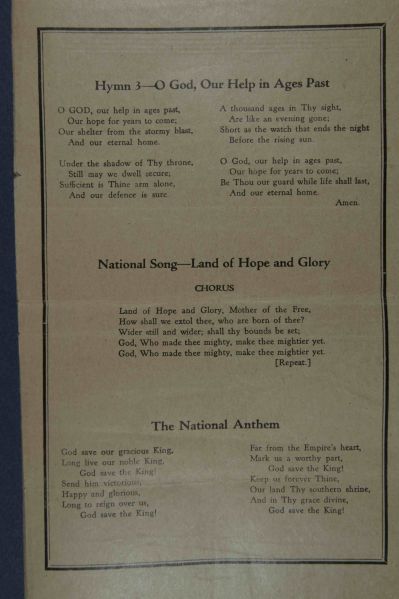 Hymn 3—O God, Our Help in Ages Past
O GOD, our help in ages past,
Our hope for years to come;
Our shelter from the stormy blast,
And our eternal home.
Under the shadow of Thy throne,
Still may we dwell secure;
Sufficient is Thine arm alone,
And our defence is sure.
A thousand ages in Thy sight,
Are like an evening gone;
Short as the watch that ends the night
Before the rising sun.
O God, our help in ages past,
Our hope for years to come;
Be Thou our guard while life shall last,
And our eternal home.
Amen.
National Song—Land of Hope and Glory
CHORUS
Land of Hope and Glory, Mother of the Free,
How shall we extol thee, who are born of thee?
Wider still and wider; shall thy bounds be set;
God, Who made thee mighty, make thee mightier yet.
God, Who made thee mighty, make thee mightier yet.
[Repeat.]
The National Anthem
God save our gracious King,
Long live our noble King,
God save the King!
Send him victorious,
Happy and glorious,
Long to reign over us,
God save the King!
Far from the Empire's heart,
Mark us a worthy part,
God save the King!
Keep us forever Thine,
Our land Thy southern shrine,
And in Thy grace divine,
God save the King!